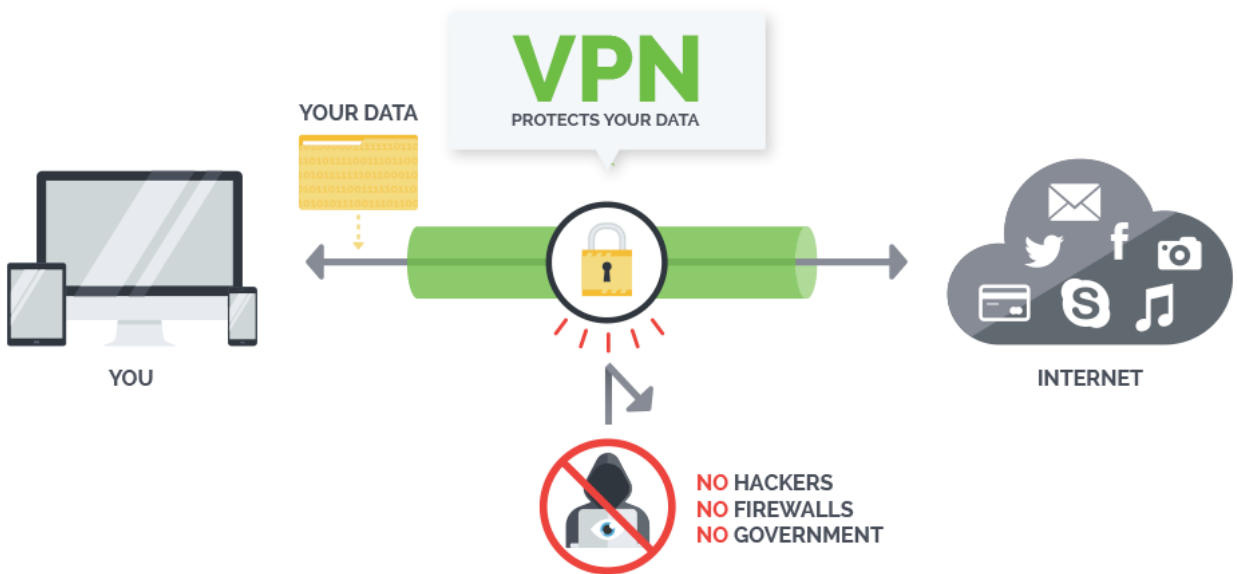 VPN
PROTECTS YOUR DATA
YOUR DATA
YOU
INTERNET
NO HACKERS
NO FIREWALLS
NO GOVERNMENT